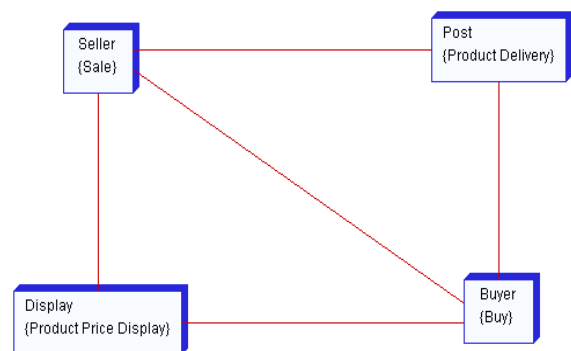 Seller
{Sale}
Post
{Product Delivery}
Display
{Product Price Display}
Buyer
{Buy}